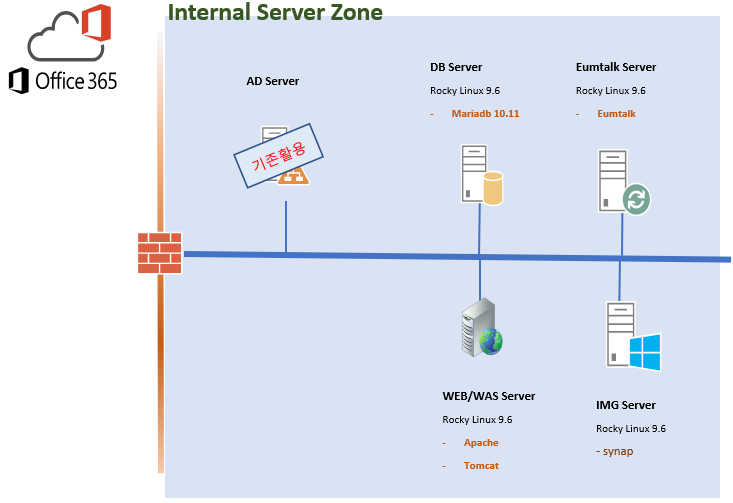 Internal Server Zone
Office 365
AD Server
기존활용
DB Server
Rocky Linux 9.6
- Mariadb 10.11
Eumtalk Server
Rocky Linux 9.6
- Eumtalk
WEB/WAS Server
Rocky Linux 9.6
- Apache
- Tomcat
IMG Server
Rocky Linux 9.6
- synap